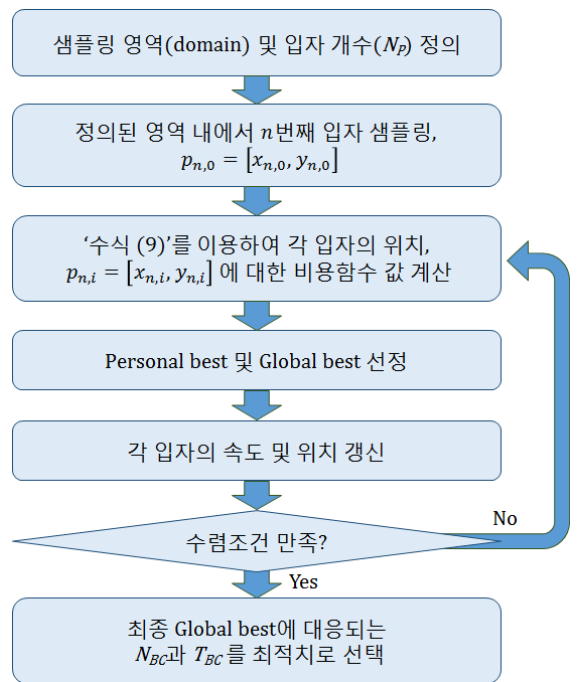 샘플링 영역(domain) 및 입자 개수(N_P) 정의
정의된 영역 내에서 n번째 입자 샘플링,
p_{n,0} = [x_{n,0}, y_{n,0}]
‘수식 (9)’를 이용하여 각 입자의 위치,
p_{n,i} = [x_{n,i}, y_{n,i}] 에 대한 비용함수 값 계산
Personal best 및 Global best 선정
각 입자의 속도 및 위치 갱신
수렴조건 만족?
No
Yes
최종 Global best에 대응되는
N_{BC}과 T_{BC}를 최적치로 선택